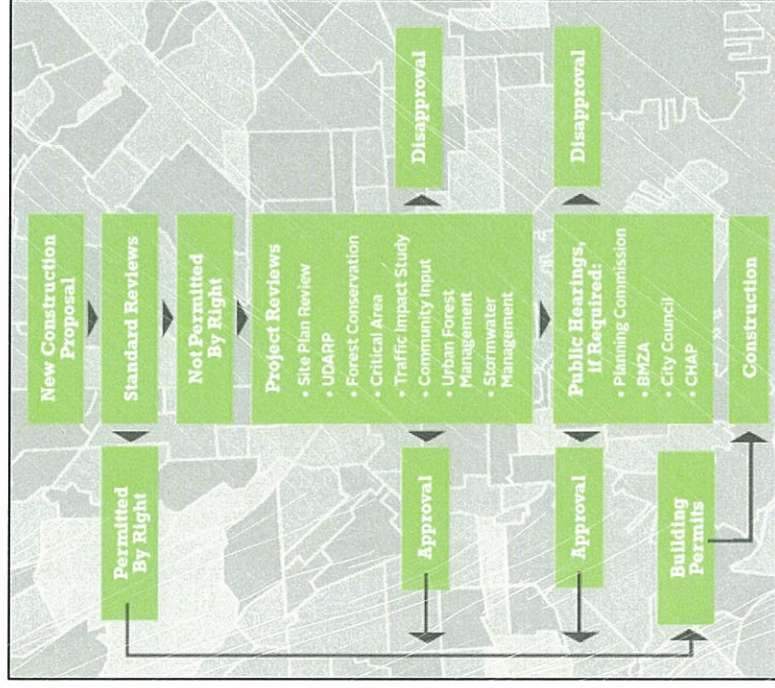 New Construction
Proposal
Permitted
By Right
Standard Reviews
Not Permitted
By Right
Project Reviews
• Site Plan Review
• UDARP
• Forest Conservation
• Critical Area
• Traffic Impact Study
• Community Input
• Urban Forest
Management
• Stormwater
Management
Approval
Disapproval
Public Hearings,
if Required:
• Planning Commission
• BMZA
• City Council
• CHAP
Approval
Disapproval
Building
Permits
Construction